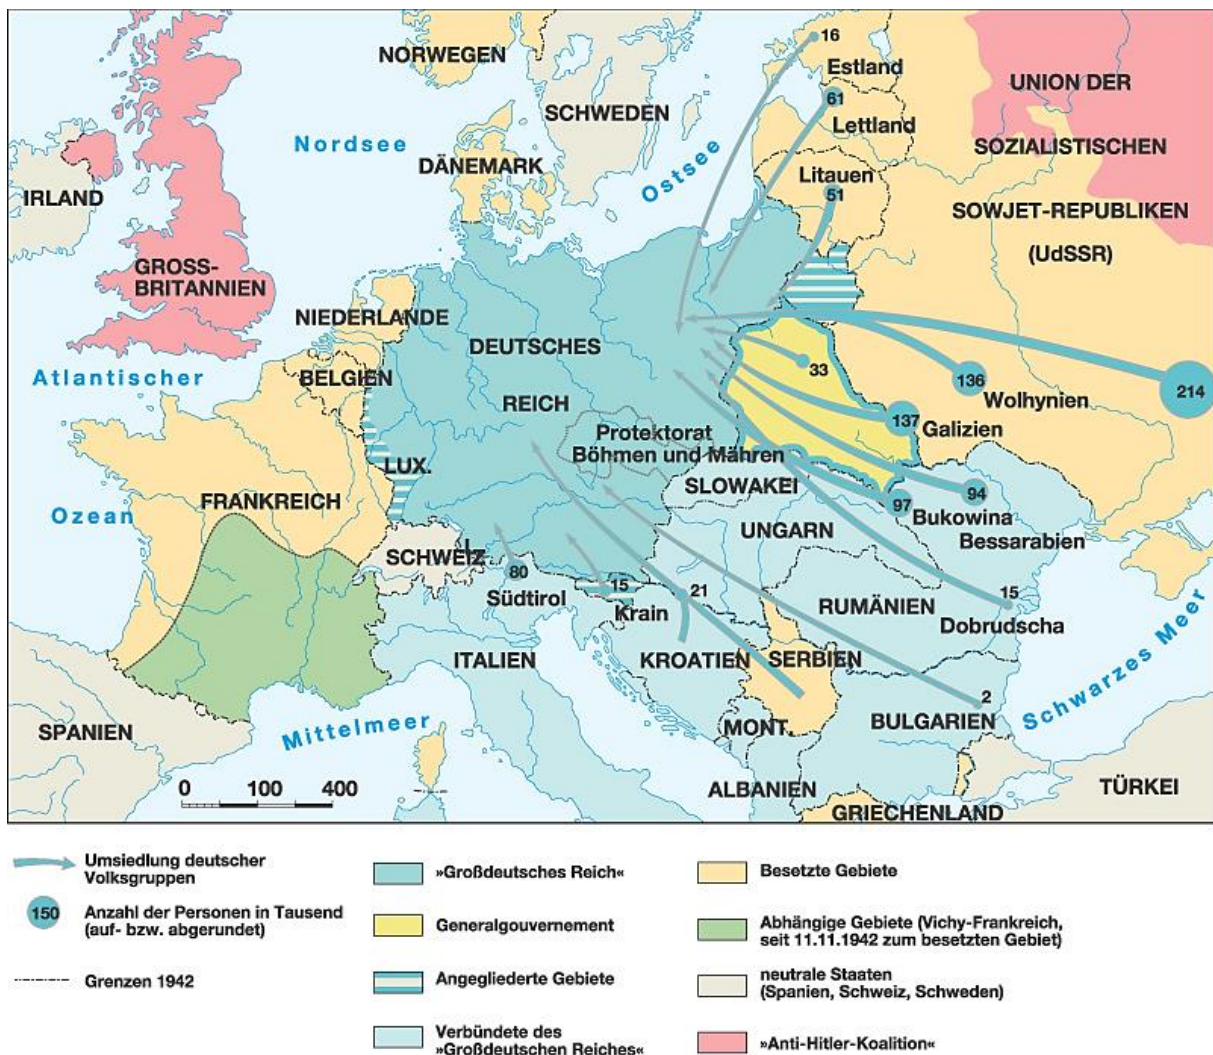 NORWEGEN
16
Estland
UNION DER
SCHWEDEN
61
Lettland
Nordsee
SOZIALISTISCHEN
DÄNEMARK
Ostsee
Litauen
51
IRLAND
SOWJET-REPUBLIKEN
(UdSSR)
GROSS-
BRITANNIEN
NIEDERLANDE
DEUTSCHES
REICH
Atlantischer
Ozean
BELGIEN
33
136
Wolhynien
214
137
Galizien
Protektorat
Böhmen und Mähren
LUX.
SLOWAKEI
FRANKREICH
97
94
Bukowina
Bessarabien
UNGARN
SCHWEIZ
L.
80
Südtirol
15
Krain
21
RUMÄNIEN
15
Dobrudscha
ITALIEN
KROATIEN
SERBIEN
2
Schwarzes Meer
SPANIEN
Mittelmeer
MONT.
BULGARIEN
0 100 400
ALBANIEN
TÜRKEI
GRIECHENLAND
Umsiedlung deutscher
Volksgruppen
150
Anzahl der Personen in Tausend
(auf- bzw. abgerundet)
Grenzen 1942
»Großdeutsches Reich«
Generalgouvernement
Angegliederte Gebiete
Verbündete des
»Großdeutschen Reiches«
Besetzte Gebiete
Abhängige Gebiete (Vichy-Frankreich,
seit 11.11.1942 zum besetzten Gebiet)
neutrale Staaten
(Spanien, Schweiz, Schweden)
»Anti-Hitler-Koalition«